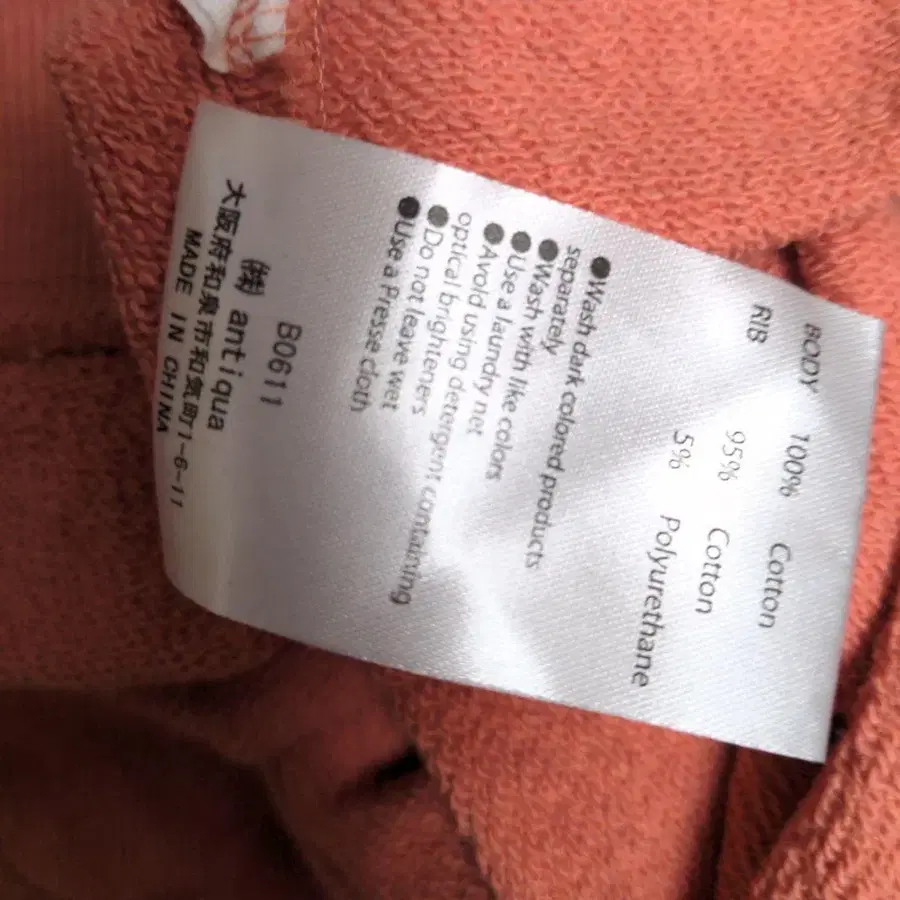 BODY 100% Cotton
RIB 95% Cotton
5% Polyurethane
●Wash dark colored products
separately
●Wash with like colors
●Use a laundry net
●Avoid using detergent containing
optical brighteners
●Do not leave wet
●Use a Presse cloth
B0611
㈱ antiqua
大阪府和泉市和気町1-6-11
MADE IN CHINA